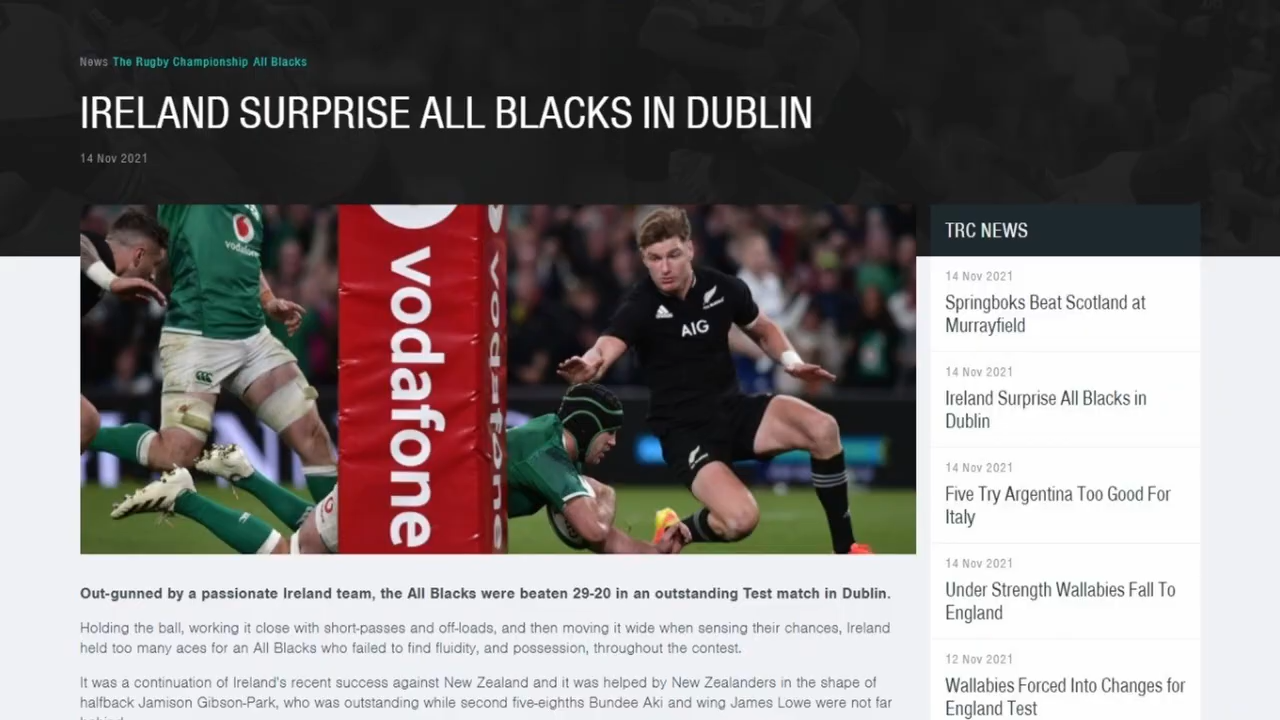 News The Rugby Championship All Blacks
IRELAND SURPRISE ALL BLACKS IN DUBLIN
14 Nov 2021
vodafone
vodafone
vodafone
AIG
Out-gunned by a passionate Ireland team, the All Blacks were beaten 29-20 in an outstanding Test match in Dublin.
Holding the ball, working it close with short-passes and off-loads, and then moving it wide when sensing their chances, Ireland
held too many aces for an All Blacks who failed to find fluidity, and possession, throughout the contest.
It was a continuation of Ireland's recent success against New Zealand and it was helped by New Zealanders in the shape of
halfback Jamison Gibson-Park, who was outstanding while second five-eighths Bundee Aki and wing James Lowe were not far
TRC NEWS
14 Nov 2021
Springboks Beat Scotland at
Murrayfield
14 Nov 2021
Ireland Surprise All Blacks in
Dublin
14 Nov 2021
Five Try Argentina Too Good For
Italy
14 Nov 2021
Under Strength Wallabies Fall To
England
12 Nov 2021
Wallabies Forced Into Changes for
England Test